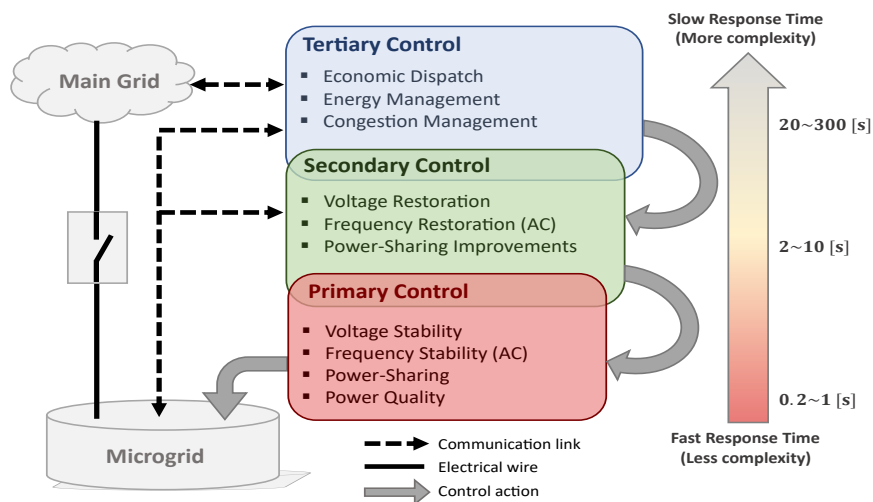 Slow Response Time
(More complexity)
Tertiary Control
▪ Economic Dispatch
▪ Energy Management
▪ Congestion Management
Main Grid
20~300 [s]
Secondary Control
▪ Voltage Restoration
▪ Frequency Restoration (AC)
▪ Power-Sharing Improvements
2~10 [s]
Primary Control
▪ Voltage Stability
▪ Frequency Stability (AC)
▪ Power-Sharing
▪ Power Quality
0.2~1 [s]
Microgrid
Fast Response Time
(Less complexity)
Communication link
Electrical wire
Control action